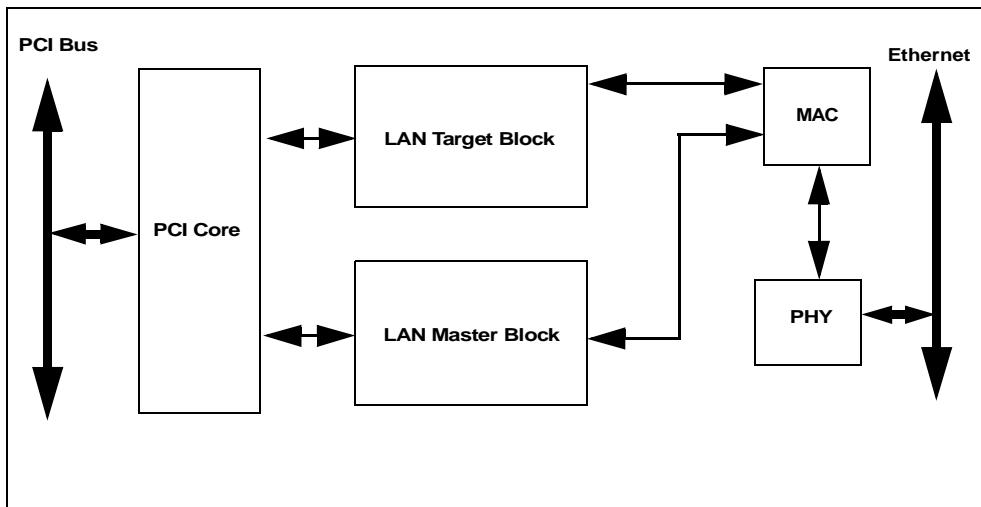 PCI Bus
Ethernet
MAC
LAN Target Block
PCI Core
PHY
LAN Master Block